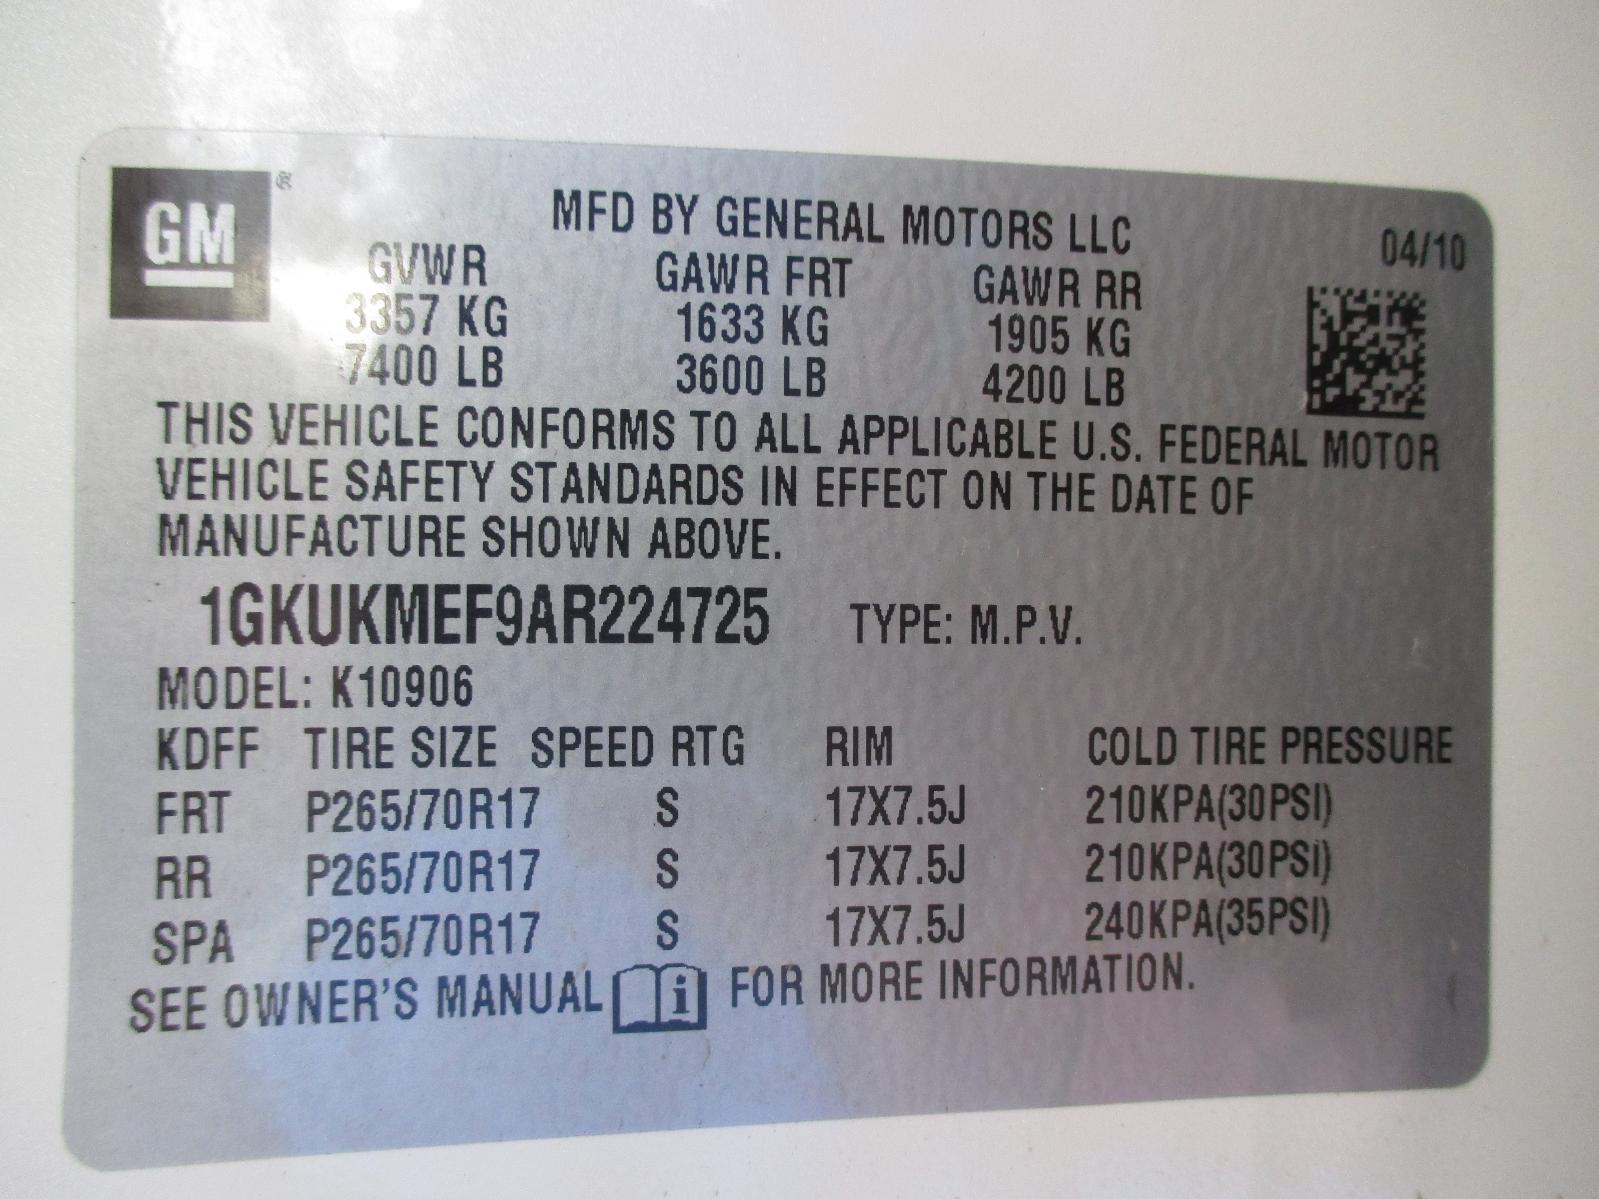 GM ®
MFD BY GENERAL MOTORS LLC
04/10
GVWR GAWR FRT GAWR RR
3357 KG 1633 KG 1905 KG
7400 LB 3600 LB 4200 LB
THIS VEHICLE CONFORMS TO ALL APPLICABLE U.S. FEDERAL MOTOR
VEHICLE SAFETY STANDARDS IN EFFECT ON THE DATE OF
MANUFACTURE SHOWN ABOVE.
1GKUKMEF9AR224725 TYPE: M.P.V.
MODEL: K10906
KDFF TIRE SIZE SPEED RTG RIM COLD TIRE PRESSURE
FRT P265/70R17 S 17X7.5J 210KPA(30PSI)
RR P265/70R17 S 17X7.5J 210KPA(30PSI)
SPA P265/70R17 S 17X7.5J 240KPA(35PSI)
SEE OWNER'S MANUAL i FOR MORE INFORMATION.